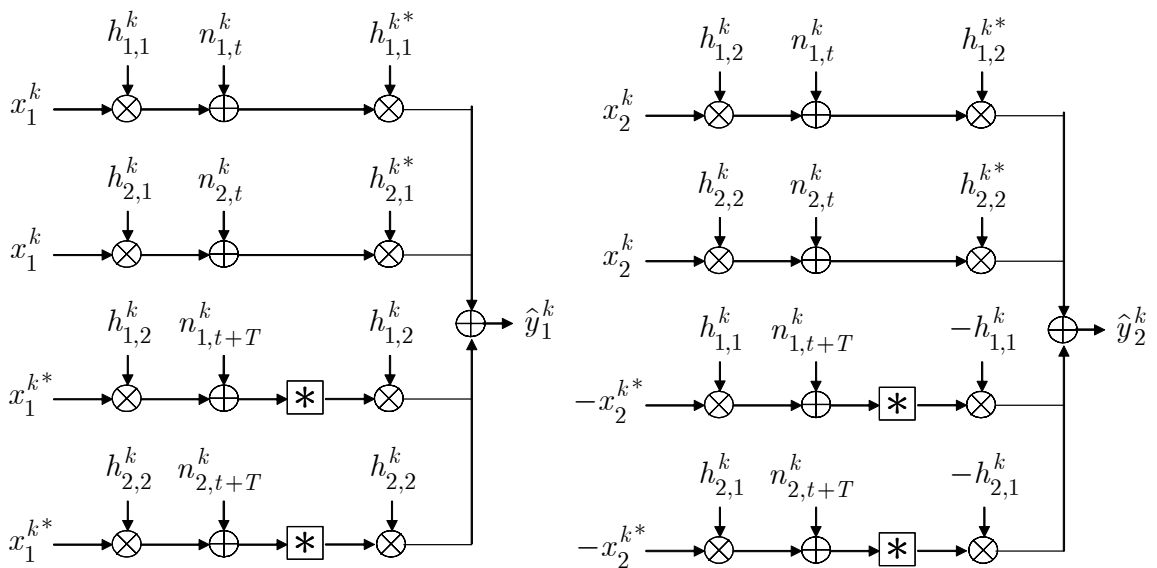 h_{1,1}^{k} n_{1,t}^{k} h_{1,1}^{k*}
x_1^k
h_{2,1}^{k} n_{2,t}^{k} h_{2,1}^{k*}
x_1^k
h_{1,2}^{k} n_{1,t+T}^{k} h_{1,2}^{k}
x_1^{k*} *
ŷ_1^k
h_{2,2}^{k} n_{2,t+T}^{k} h_{2,2}^{k}
x_1^{k*} *
h_{1,2}^{k} n_{1,t}^{k} h_{1,2}^{k*}
x_2^k
h_{2,2}^{k} n_{2,t}^{k} h_{2,2}^{k*}
x_2^k
h_{1,1}^{k} n_{1,t+T}^{k} -h_{1,1}^{k}
-x_2^{k*} *
ŷ_2^k
h_{2,1}^{k} n_{2,t+T}^{k} -h_{2,1}^{k}
-x_2^{k*} *